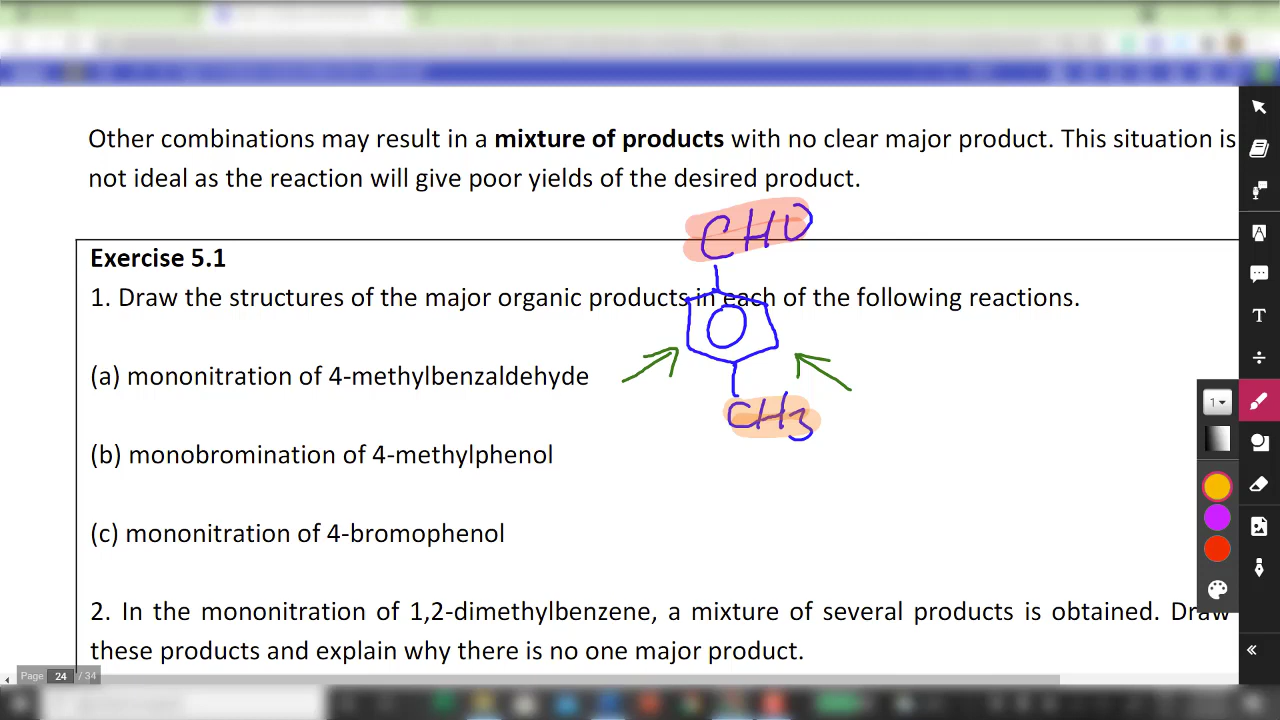 Other combinations may result in a mixture of products with no clear major product. This situation is
not ideal as the reaction will give poor yields of the desired product.
CHO
Exercise 5.1
1. Draw the structures of the major organic products in each of the following reactions.
(a) mononitration of 4-methylbenzaldehyde
CH3
(b) monobromination of 4-methylphenol
(c) mononitration of 4-bromophenol
2. In the mononitration of 1,2-dimethylbenzene, a mixture of several products is obtained. Draw
these products and explain why there is no one major product.
Page 24 / 34
1